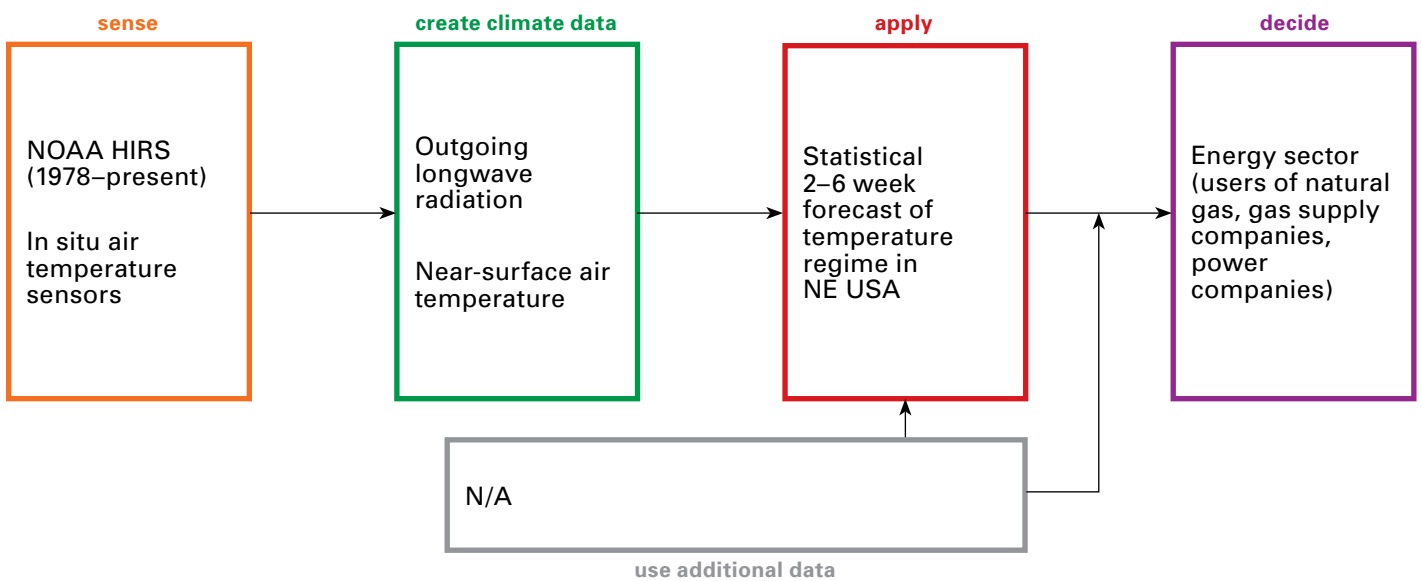 sense
NOAA HIRS
(1978–present)
In situ air
temperature
sensors
create climate data
Outgoing
longwave
radiation
Near-surface air
temperature
apply
Statistical
2–6 week
forecast of
temperature
regime in
NE USA
decide
Energy sector
(users of natural
gas, gas supply
companies,
power
companies)
N/A
use additional data